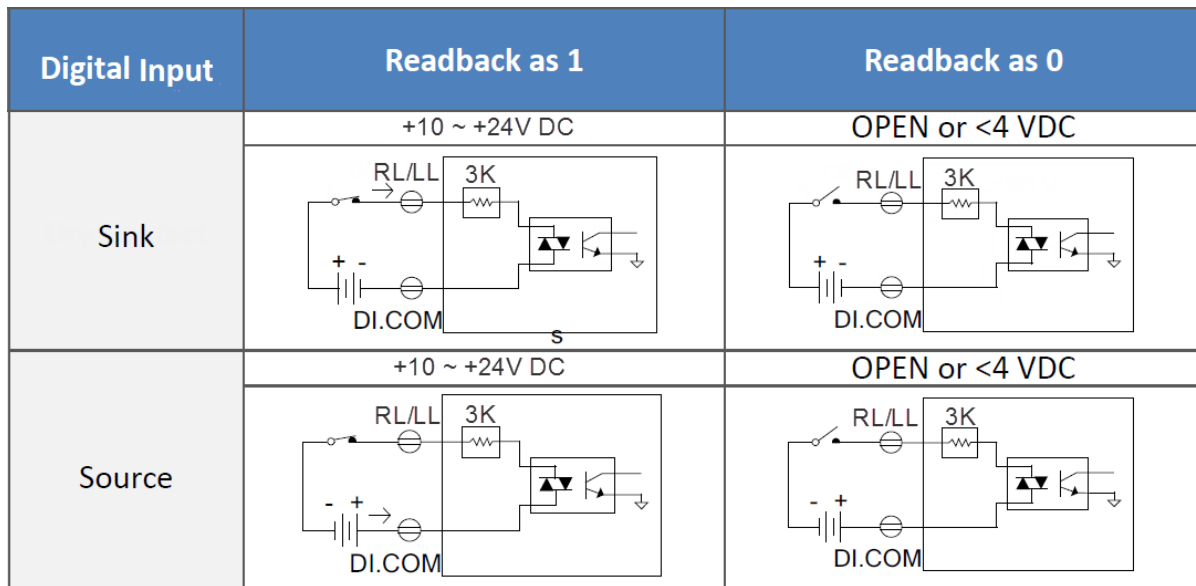 Digital Input
Readback as 1
Readback as 0
Sink
+10 ~ +24V DC
OPEN or <4 VDC
RL/LL
3K
+ -
DI.COM
s
RL/LL
3K
+ -
DI.COM
Source
+10 ~ +24V DC
OPEN or <4 VDC
RL/LL
3K
- +
DI.COM
RL/LL
3K
- +
DI.COM